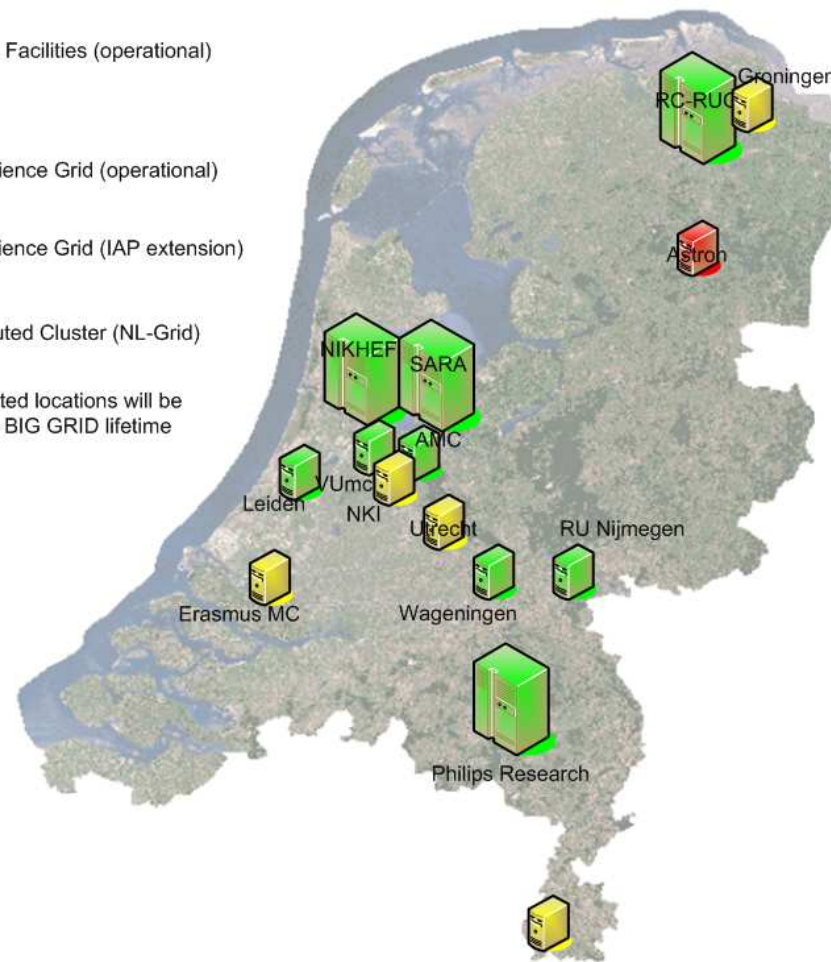 Facilities (operational)
ience Grid (operational)
ience Grid (IAP extension)
uted Cluster (NL-Grid)
ted locations will be
BIG GRID lifetime
Groningen
RC-RUG
Astron
NIKHEF
SARA
AMC
VUmc
Leiden
NKI
Utrecht
RU Nijmegen
Erasmus MC
Wageningen
Philips Research